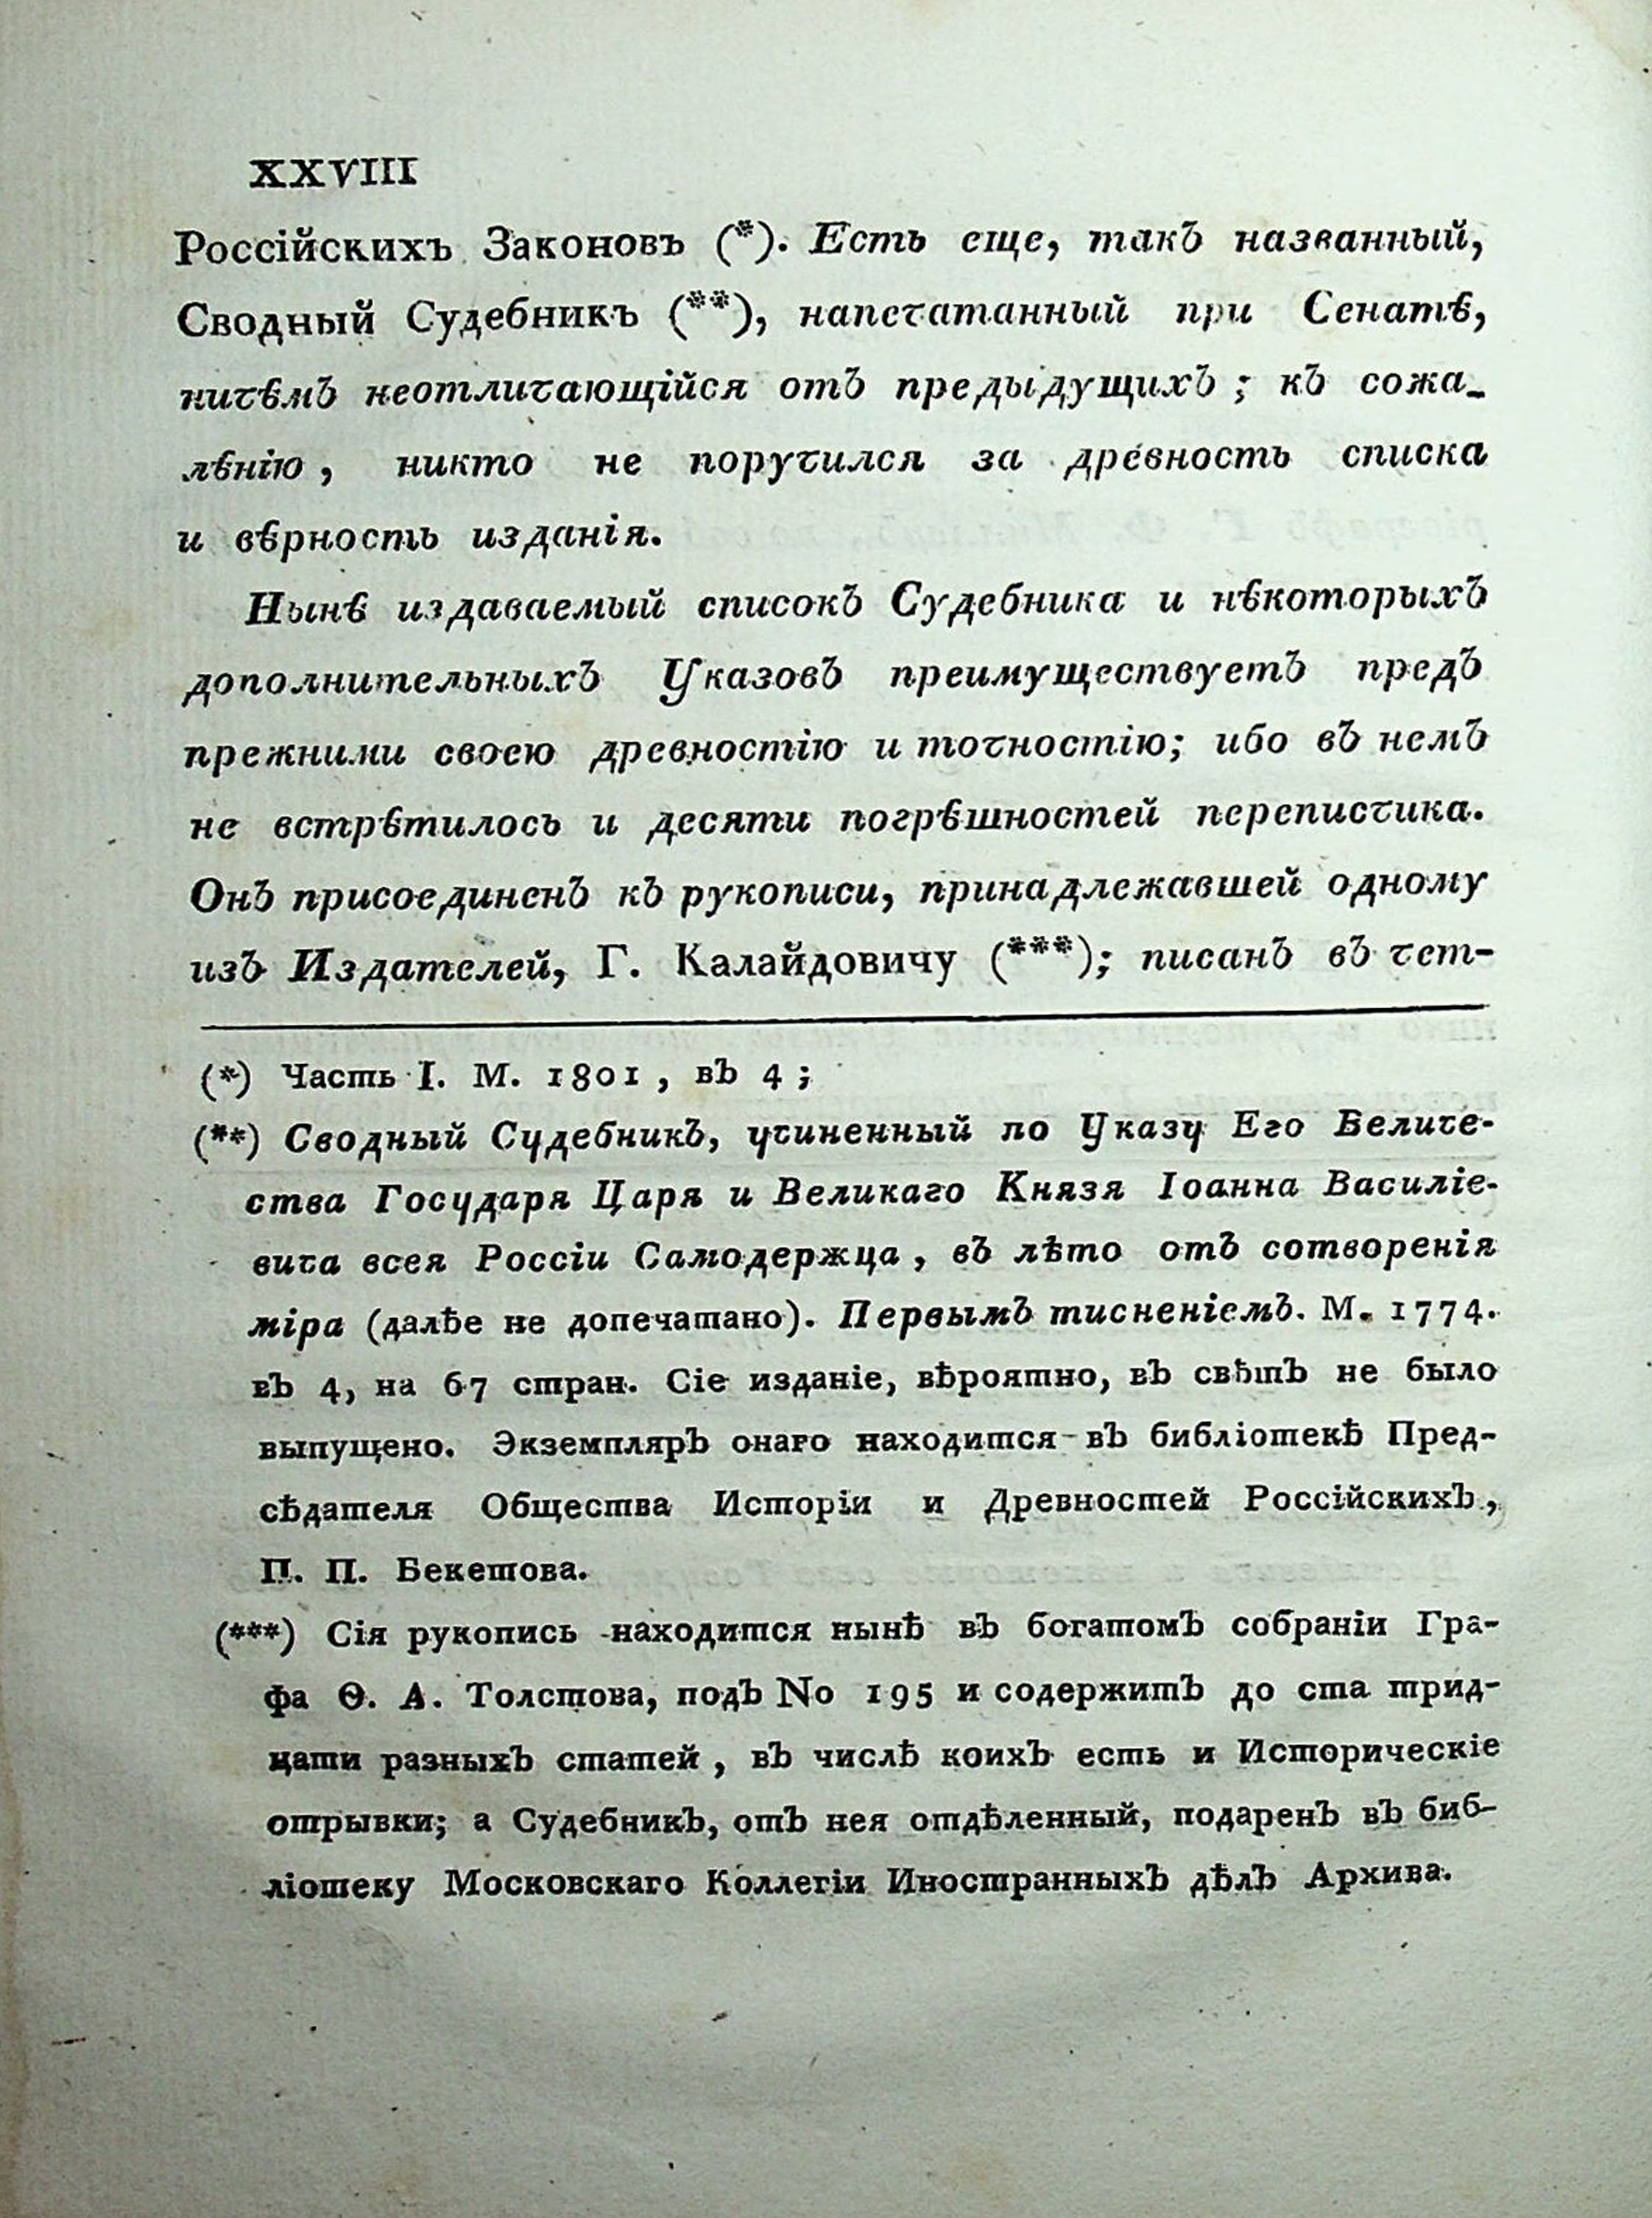 XXVIII
Россійскихъ Законовъ (*). Есть еще, такъ названный,
Сводный Судебникъ (**), напечатанный при Сенатѣ,
ничѣмъ неотличающійся отъ предыдущихъ ; къ сожа-
лѣнію , никто не поручился за древность списка
и вѣрность изданія.
Нынѣ издаваемый списокъ Судебника и нѣкоторыхъ
дополнительныхъ Указовъ преимуществуетъ предъ
прежними своею древностію и точностію; ибо въ немъ
не встрѣтилось и десяти погрѣшностей переписчика.
Онъ присоединенъ къ рукописи, принадлежавшей одному
изъ Издателей, Г. Калайдовичу (***); писанъ въ чет-
(*) Часть I. М. 1801 , въ 4 ;
(**) Сводный Судебникъ, учиненный по Указу Его Величе-
ства Государя Царя и Великаго Князя Іоанна Василіе-
вича всея Россіи Самодержца , въ лѣто отъ сотворенія
міра (далѣе не допечатано). Первымъ тисненіемъ. М. 1774.
въ 4, на 67 стран. Сіе изданіе, вѣроятно, въ свѣтъ не было
выпущено. Экземпляръ онаго находится въ библіотекѣ Пред-
сѣдателя Общества Исторіи и Древностей Россійскихъ ,
П. П. Бекетова.
(***) Сія рукопись находится нынѣ въ богатомъ собраніи Гра-
фа Ѳ. А. Толстова, подъ No 195 и содержитъ до ста трид-
цати разныхъ статей , въ числѣ коихъ есть и Историческіе
отрывки; а Судебникъ, отъ нея отдѣленный, подаренъ въ биб-
ліотеку Московскаго Коллегіи Иностранныхъ дѣлъ Архива.